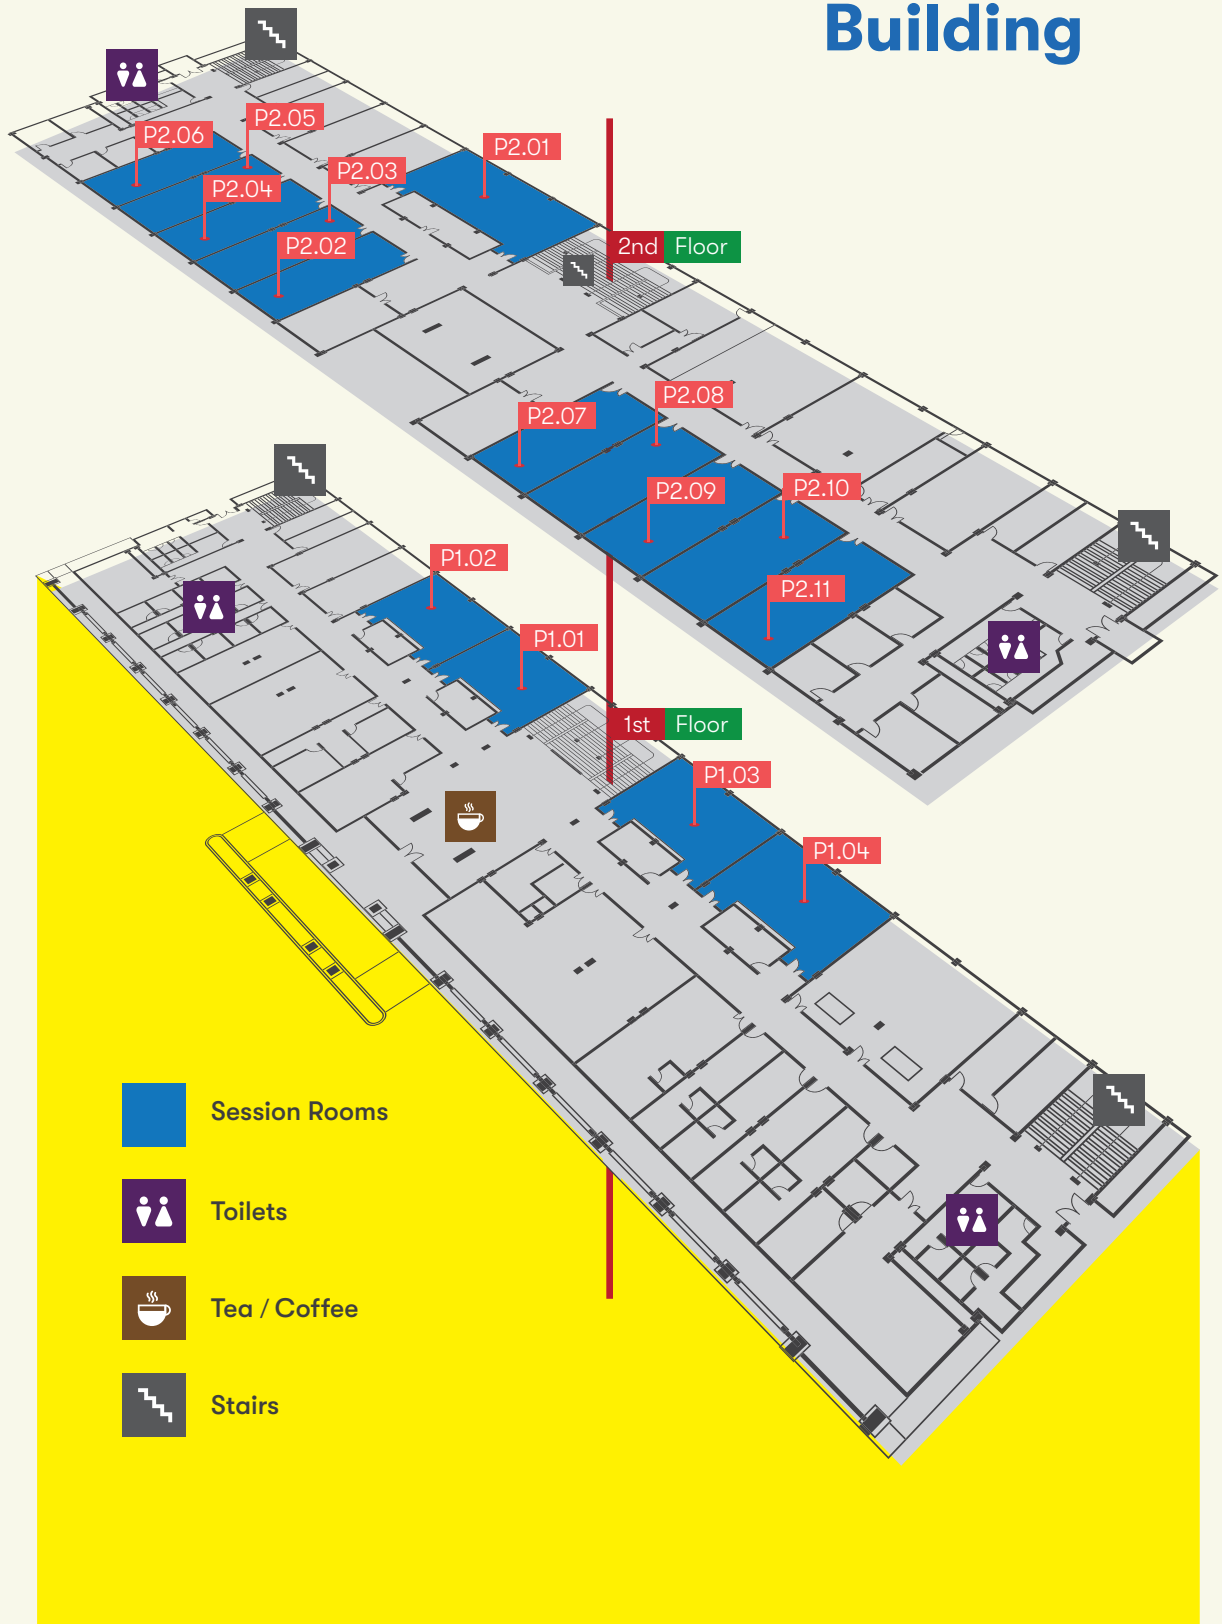 Building
P2.05
P2.06
P2.01
P2.03
P2.04
P2.02
2nd Floor
P2.08
P2.07
P2.09
P2.10
P1.02
P2.11
P1.01
1st Floor
P1.03
P1.04
Session Rooms
Toilets
Tea / Coffee
Stairs